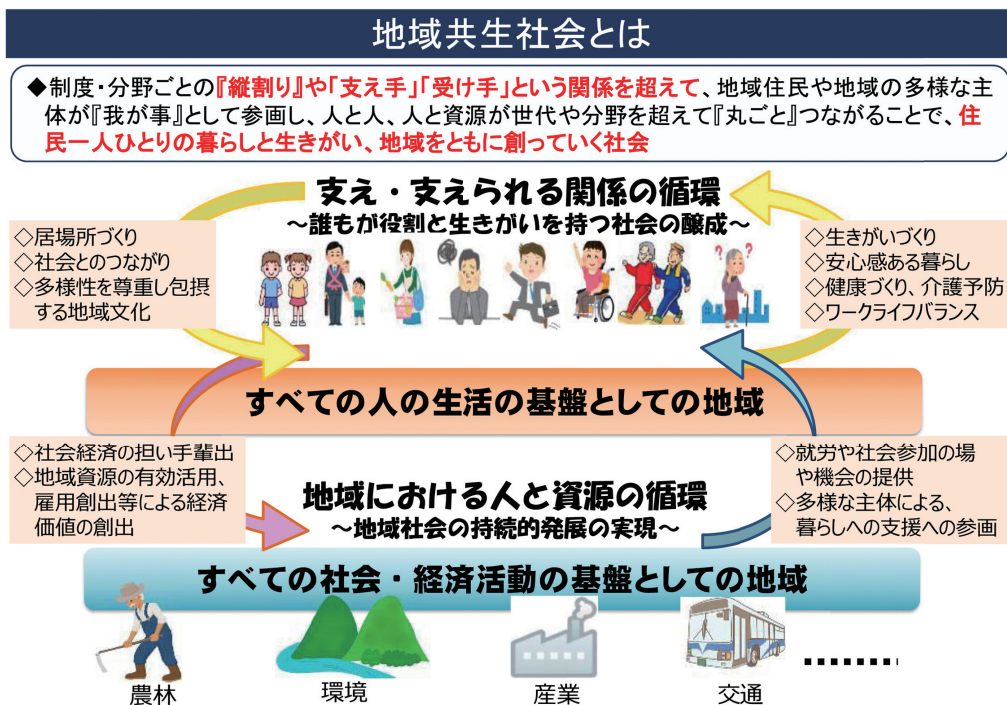 地域共生社会とは
◆制度・分野ごとの『縦割り』や「支え手」「受け手」という関係を超えて、地域住民や地域の多様な主
体が『我が事』として参画し、人と人、人と資源が世代や分野を超えて『丸ごと』つながることで、住
民一人ひとりの暮らしと生きがい、地域をともに創っていく社会
支え・支えられる関係の循環
～誰もが役割と生きがいを持つ社会の醸成～
◇居場所づくり
◇社会とのつながり
◇多様性を尊重し包摂
する地域文化
◇生きがいづくり
◇安心感ある暮らし
◇健康づくり、介護予防
◇ワークライフバランス
すべての人の生活の基盤としての地域
◇社会経済の担い手輩出
◇地域資源の有効活用、
雇用創出等による経済
価値の創出
地域における人と資源の循環
～地域社会の持続的発展の実現～
◇就労や社会参加の場
や機会の提供
◇多様な主体による、
暮らしへの支援への参画
すべての社会・経済活動の基盤としての地域
農林
環境
産業
交通
………